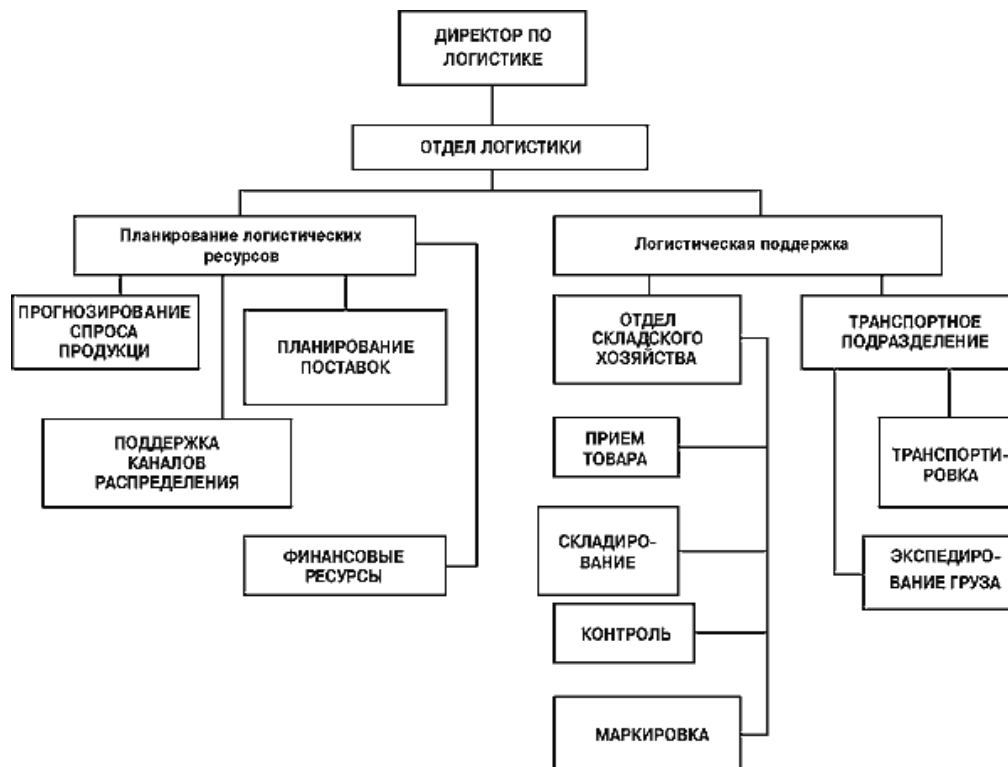 ДИРЕКТОР ПО
ЛОГИСТИКЕ
ОТДЕЛ ЛОГИСТИКИ
Планирование логистических
ресурсов
Логистическая поддержка
ПРОГНОЗИРОВАНИЕ
СПРОСА
ПРОДУКЦИ
ПЛАНИРОВАНИЕ
ПОСТАВОК
ПОДДЕРЖКА
КАНАЛОВ
РАСПРЕДЕЛЕНИЯ
ФИНАНСОВЫЕ
РЕСУРСЫ
ОТДЕЛ
СКЛАДСКОГО
ХОЗЯЙСТВА
ПРИЕМ
ТОВАРА
СКЛАДИРО-
ВАНИЕ
КОНТРОЛЬ
МАРКИРОВКА
ТРАНСПОРТНОЕ
ПОДРАЗДЕЛЕНИЕ
ТРАНСПОРТИ-
РОВКА
ЭКСПЕДИРО-
ВАНИЕ ГРУЗА